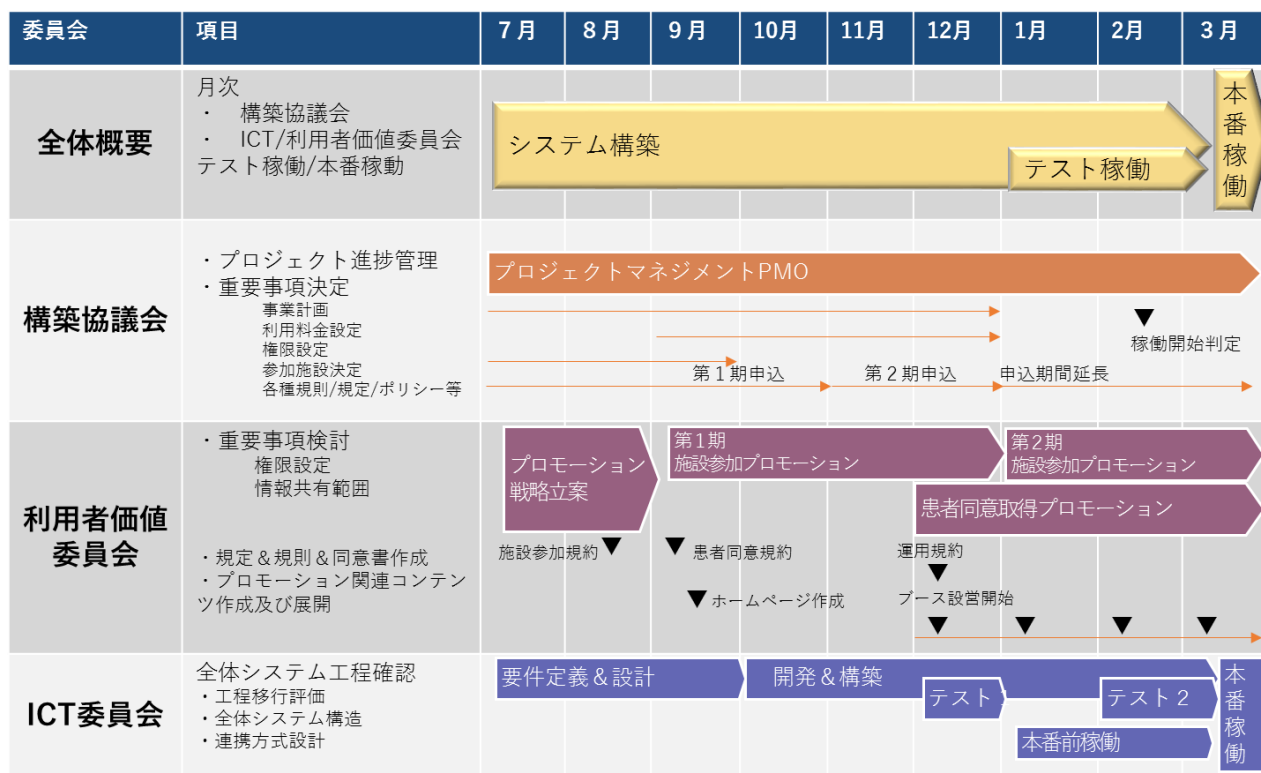 委員会 項目 7月 8月 9月 10月 11月 12月 1月 2月 3月
全体概要
月次
・ 構築協議会
・ ICT/利用者価値委員会
テスト稼働/本番稼動
システム構築
テスト稼働
本番稼働
構築協議会
・プロジェクト進捗管理
・重要事項決定
事業計画
利用料金設定
権限設定
参加施設決定
各種規則/規定/ポリシー等
プロジェクトマネジメントPMO
稼働開始判定
第1期申込 第2期申込 申込期間延長
利用者価値
委員会
・重要事項検討
権限設定
情報共有範囲
・規定&規則&同意書作成
・プロモーション関連コンテン
ツ作成及び展開
プロモーション
戦略立案
第1期
施設参加プロモーション
第2期
施設参加プロモーション
患者同意取得プロモーション
施設参加規約▼ ▼患者同意規約 運用規約
▼
▼ホームページ作成 ブース設営開始
▼ ▼ ▼ ▼
ICT委員会
全体システム工程確認
・工程移行評価
・全体システム構造
・連携方式設計
要件定義&設計
開発&構築
テスト
テスト2
本番前稼働
本番稼働